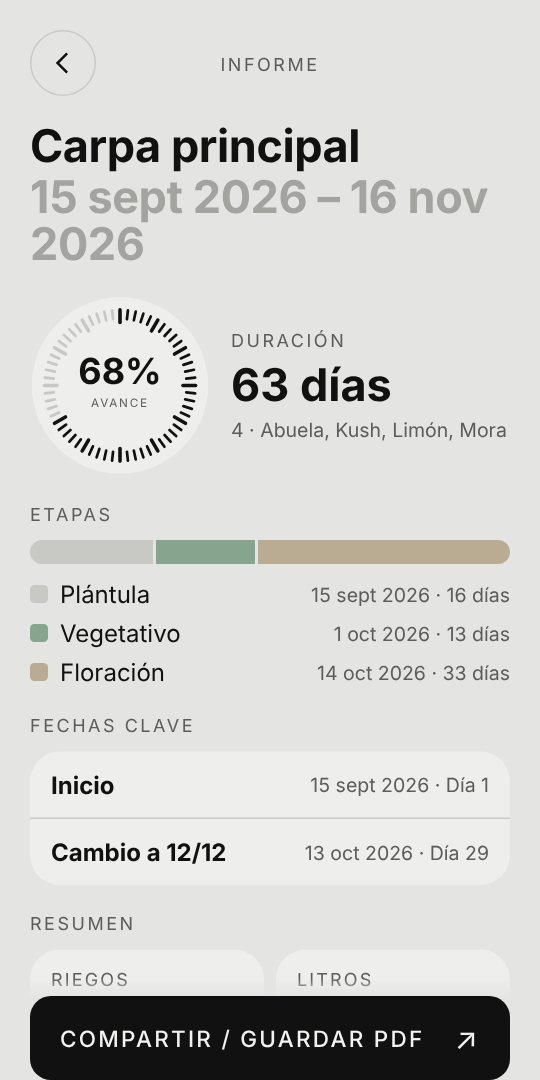 INFORME
Carpa principal
15 sept 2026 – 16 nov
2026
68%
AVANCE
DURACIÓN
63 días
4 · Abuela, Kush, Limón, Mora
ETAPAS
Plántula 15 sept 2026 · 16 días
Vegetativo 1 oct 2026 · 13 días
Floración 14 oct 2026 · 33 días
FECHAS CLAVE
Inicio 15 sept 2026 · Día 1
Cambio a 12/12 13 oct 2026 · Día 29
RESUMEN
RIEGOS LITROS
COMPARTIR / GUARDAR PDF